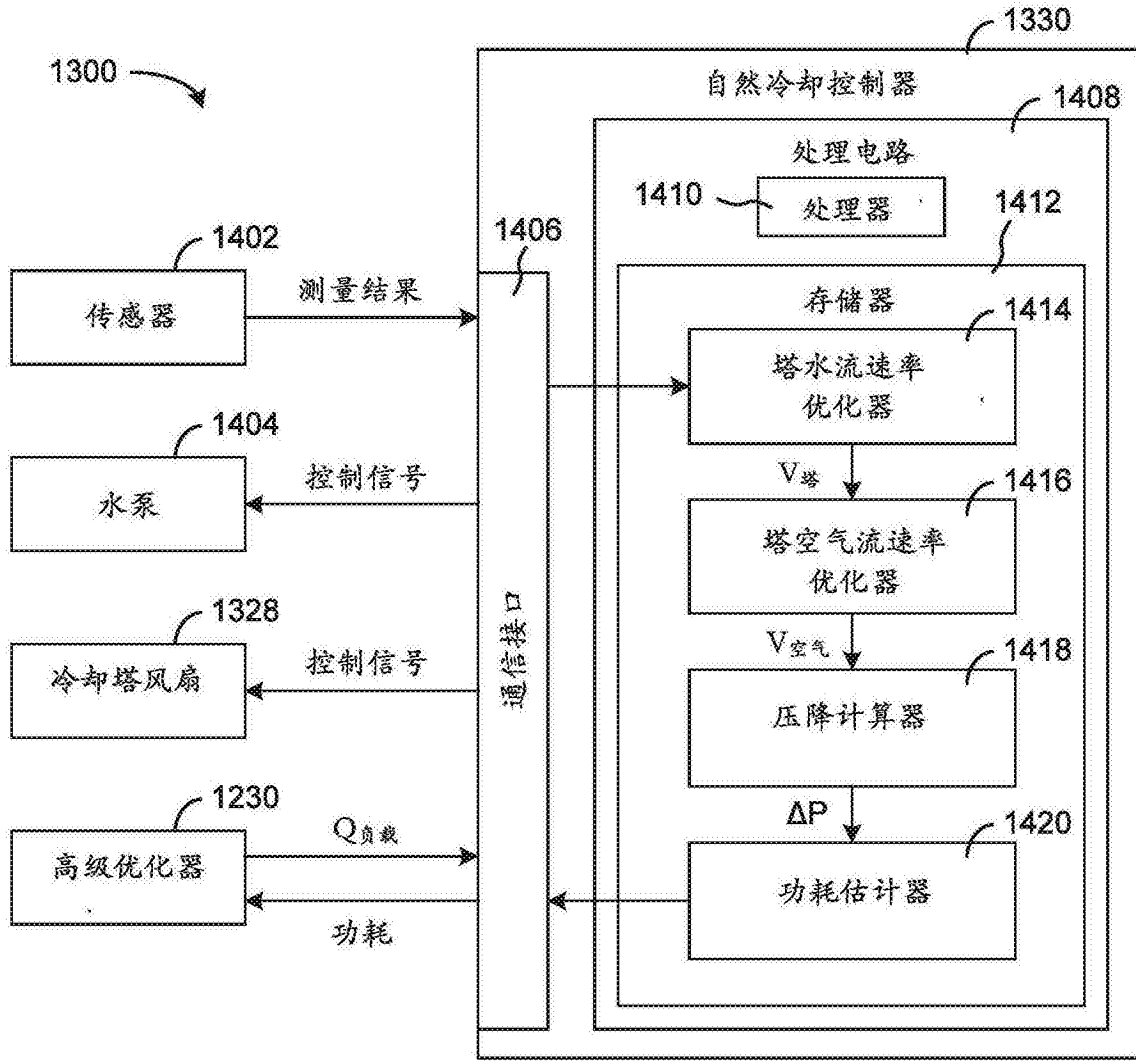 1330
1300
自然冷却控制器
1408
处理电路
1410
处理器
1412
1406
1402
传感器
测量结果
存储器
1414
塔水流速率
优化器
1404
水泵
控制信号
V塔
1416
塔空气流速率
优化器
通信接口
1328
冷却塔风扇
控制信号
V空气
1418
压降计算器
1230
高级优化器
Q负载
功耗
ΔP
1420
功耗估计器